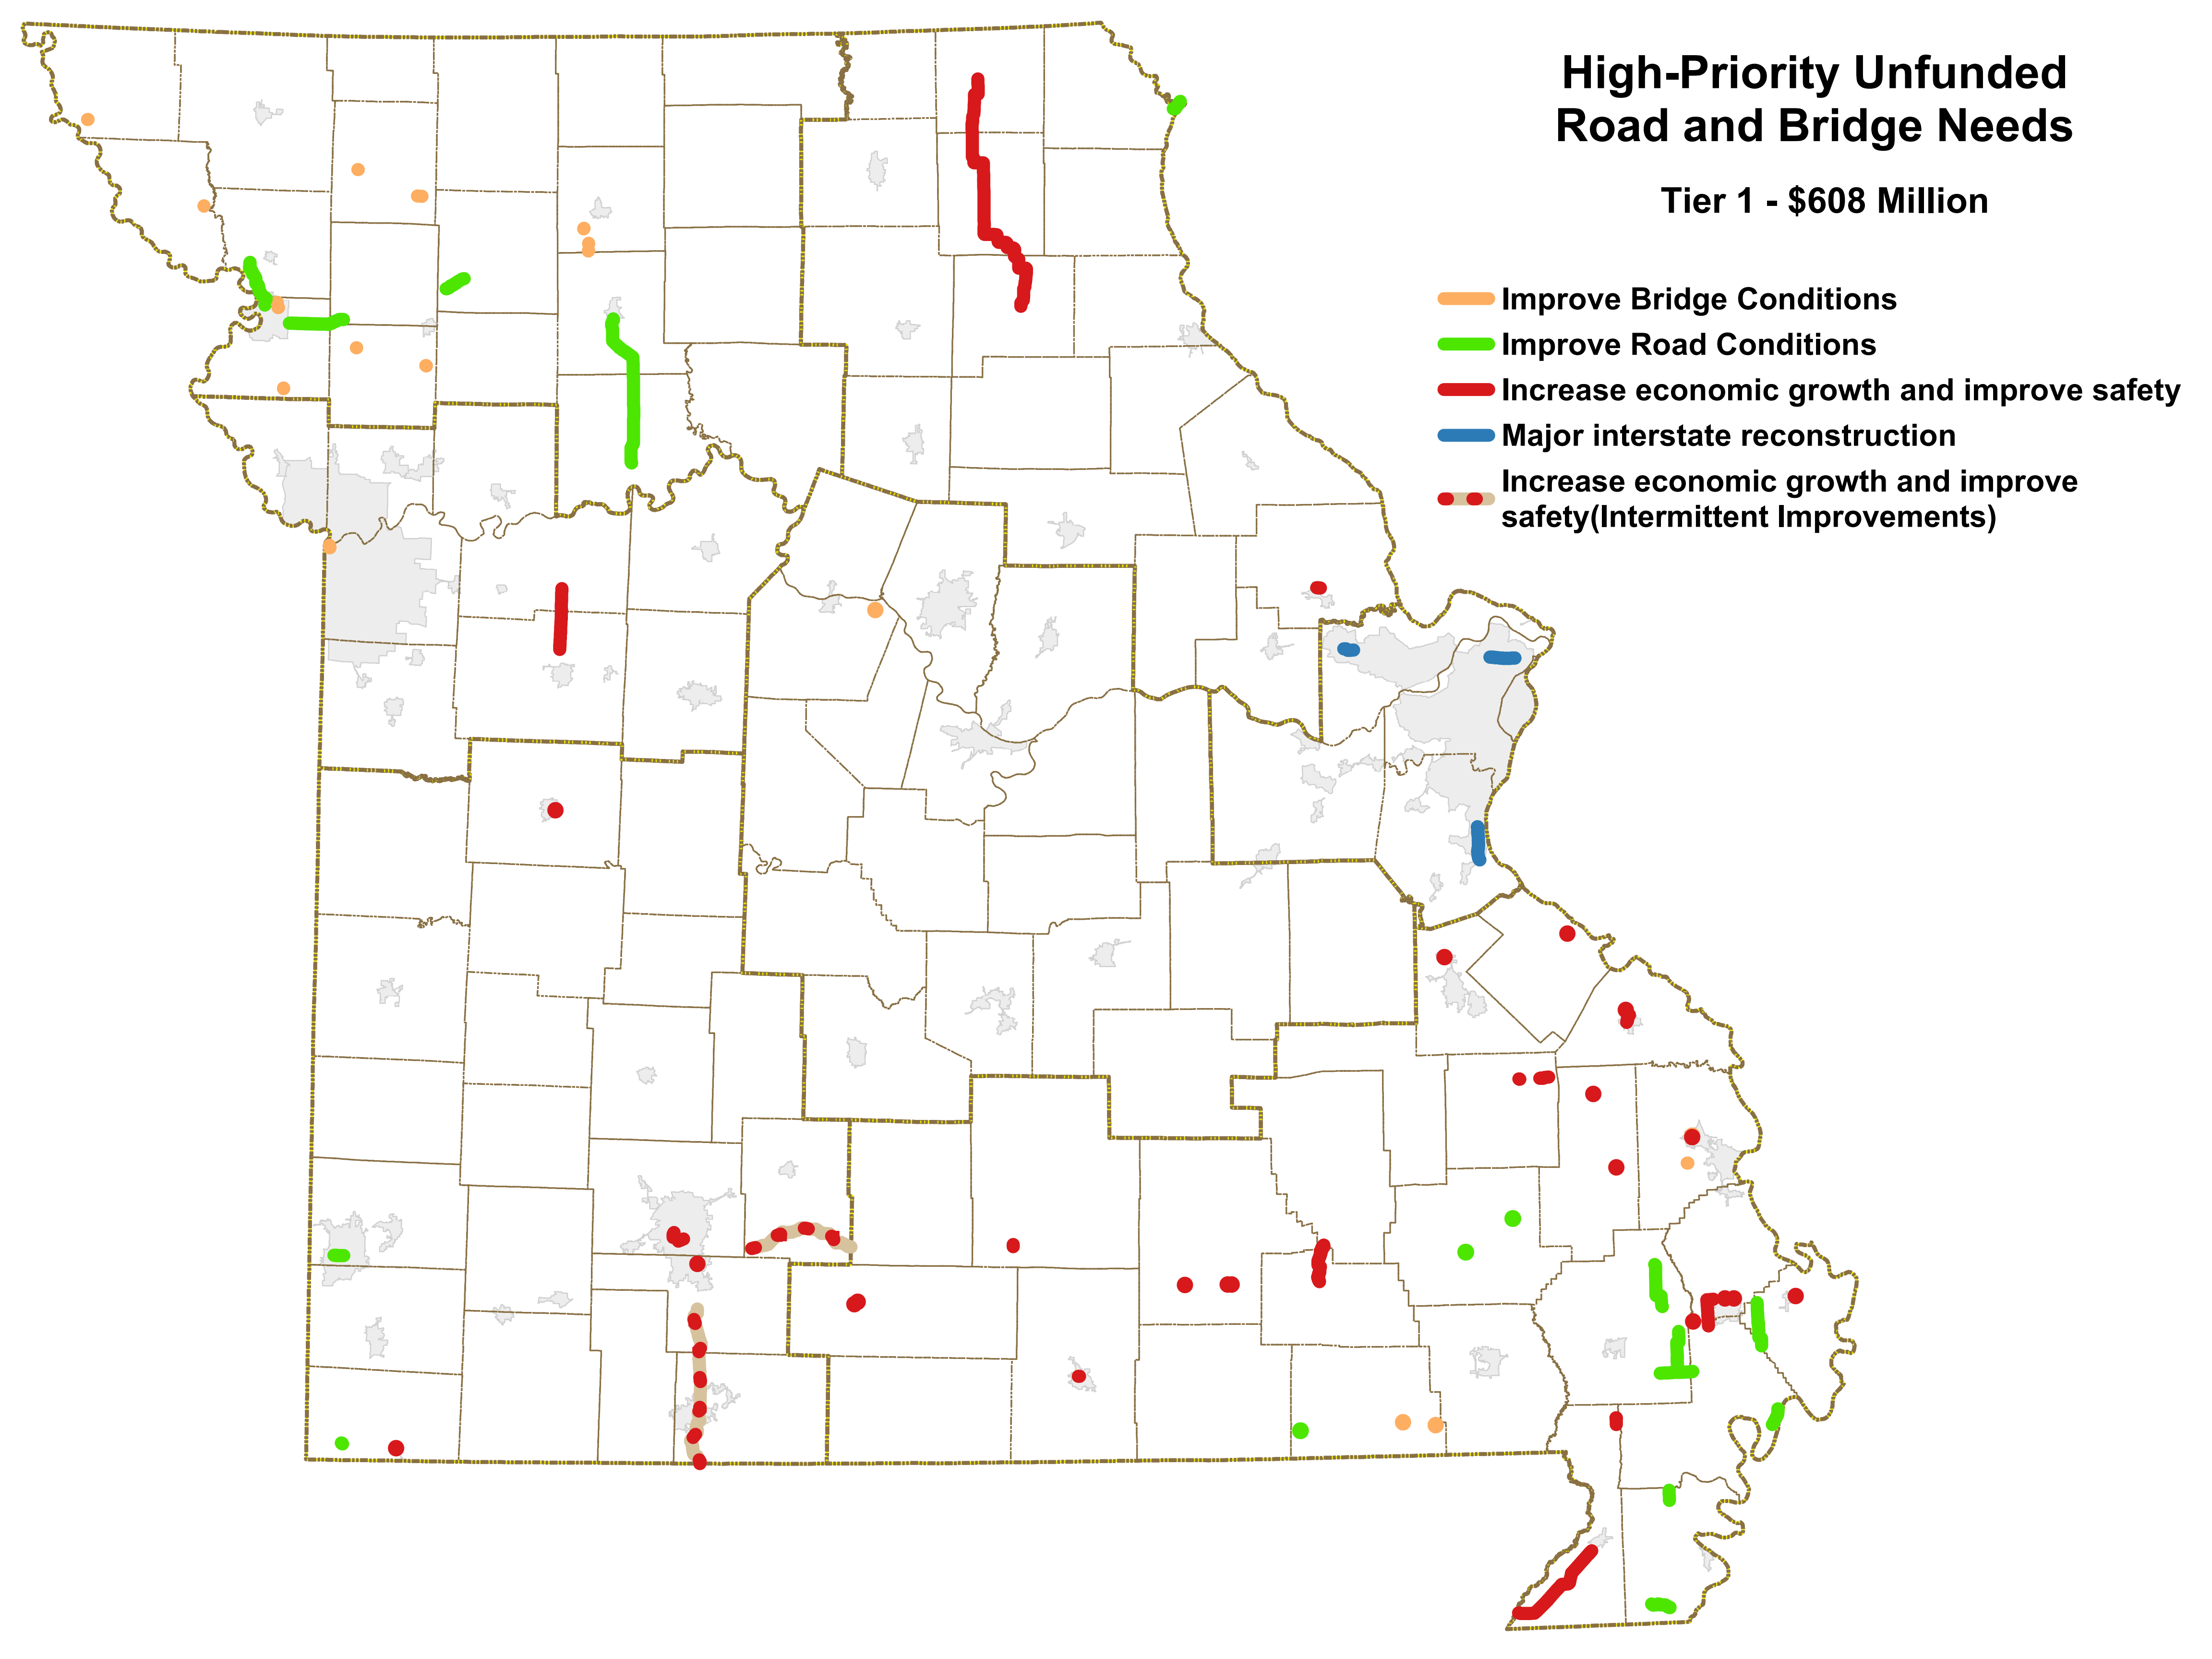 High-Priority Unfunded
Road and Bridge Needs
Tier 1 - $608 Million
Improve Bridge Conditions
Improve Road Conditions
Increase economic growth and improve safety
Major interstate reconstruction
Increase economic growth and improve
safety(Intermittent Improvements)